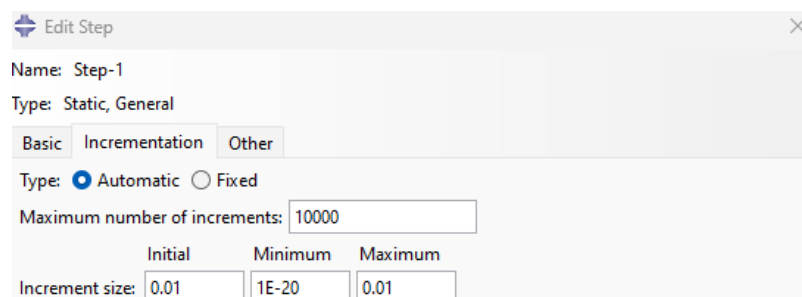 Edit Step
Name: Step-1
Type: Static, General
Basic Incrementation Other
Type: Automatic Fixed
Maximum number of increments: 10000
Initial Minimum Maximum
Increment size: 0.01 1E-20 0.01